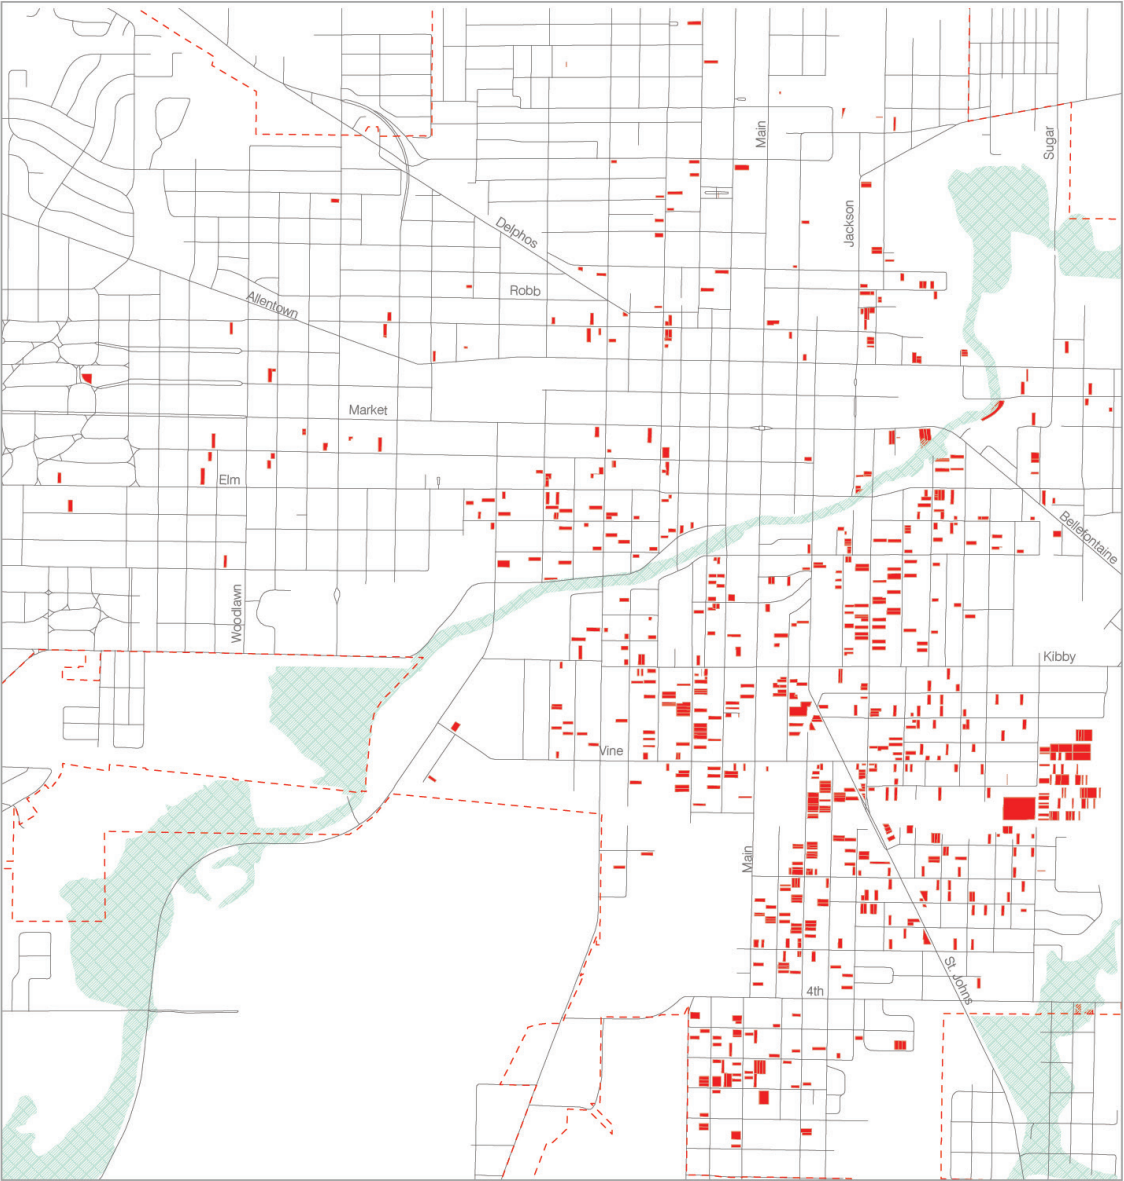 Main
Sugar
Jackson
Delphos
Robb
Allentown
Market
Elm
Bellefontaine
Woodlawn
Kibby
Vine
Main
St. Johns
4th